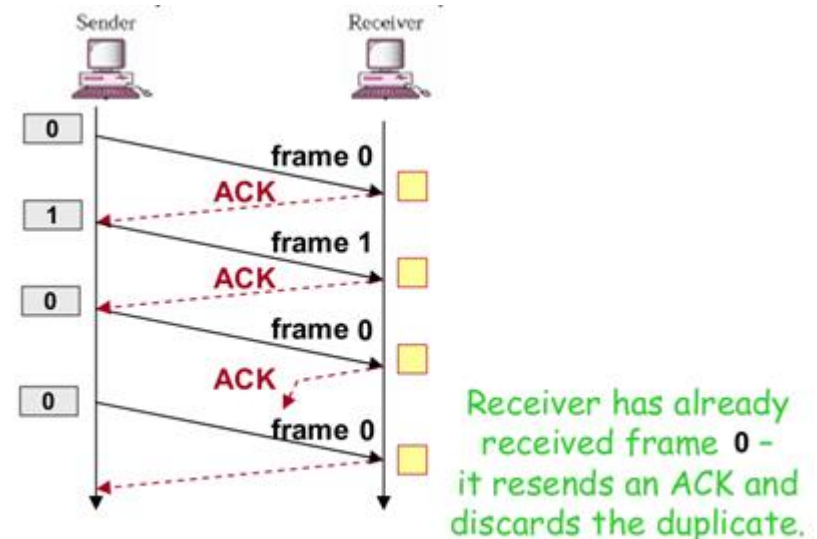 Sender Receiver
0
frame 0
ACK
1
frame 1
ACK
0
frame 0
ACK
0
frame 0
Receiver has already
received frame 0 –
it resends an ACK and
discards the duplicate.